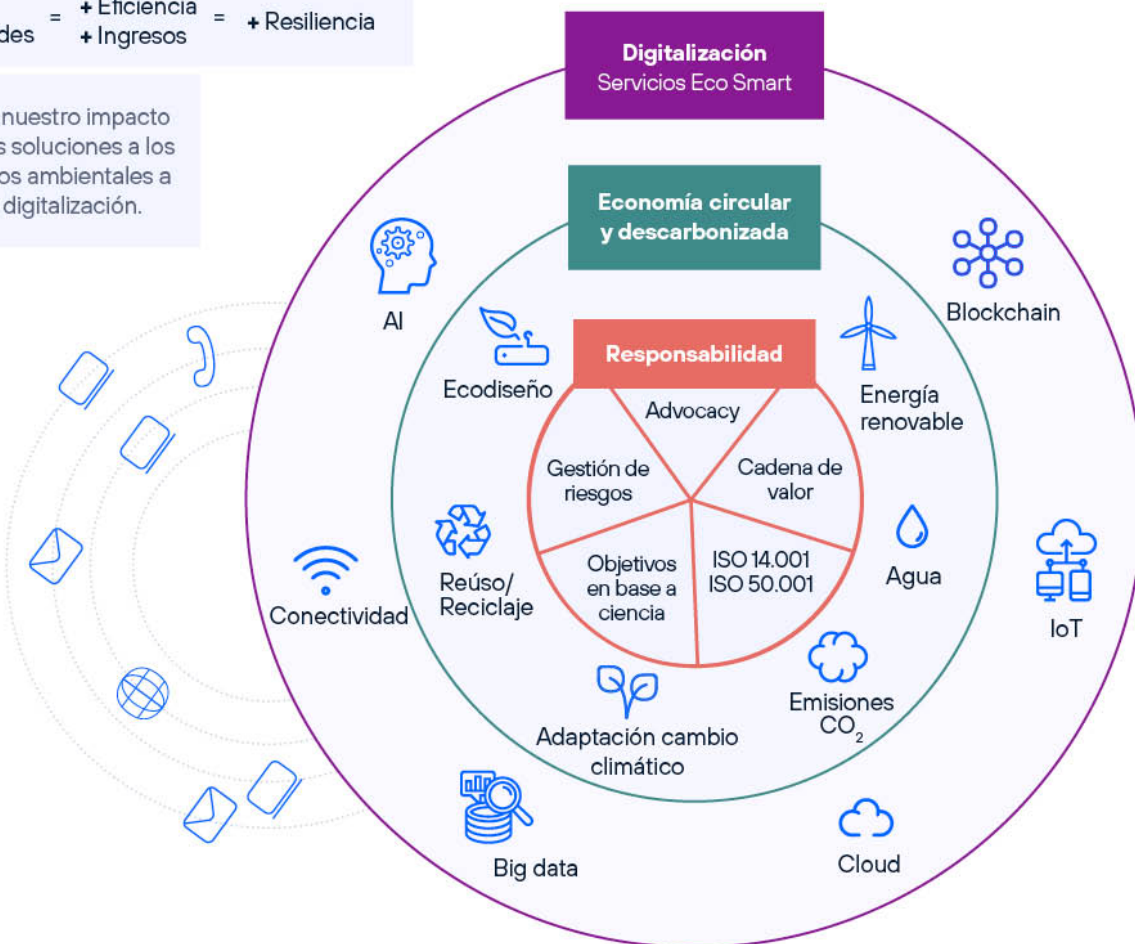 + Eficiencia
des = + Ingresos = + Resiliencia
nuestro impacto
s soluciones a los
os ambientales a
digitalización.
Digitalización
Servicios Eco Smart
Economía circular
y descarbonizada
Responsabilidad
AI
Blockchain
Ecodiseño
Energía
renovable
Advocacy
Gestión de
riesgos
Cadena de
valor
Objetivos
en base a
ciencia
ISO 14.001
ISO 50.001
Reúso/
Reciclaje
Agua
Conectividad
IoT
Emisiones
CO₂
Adaptación cambio
climático
Big data
Cloud